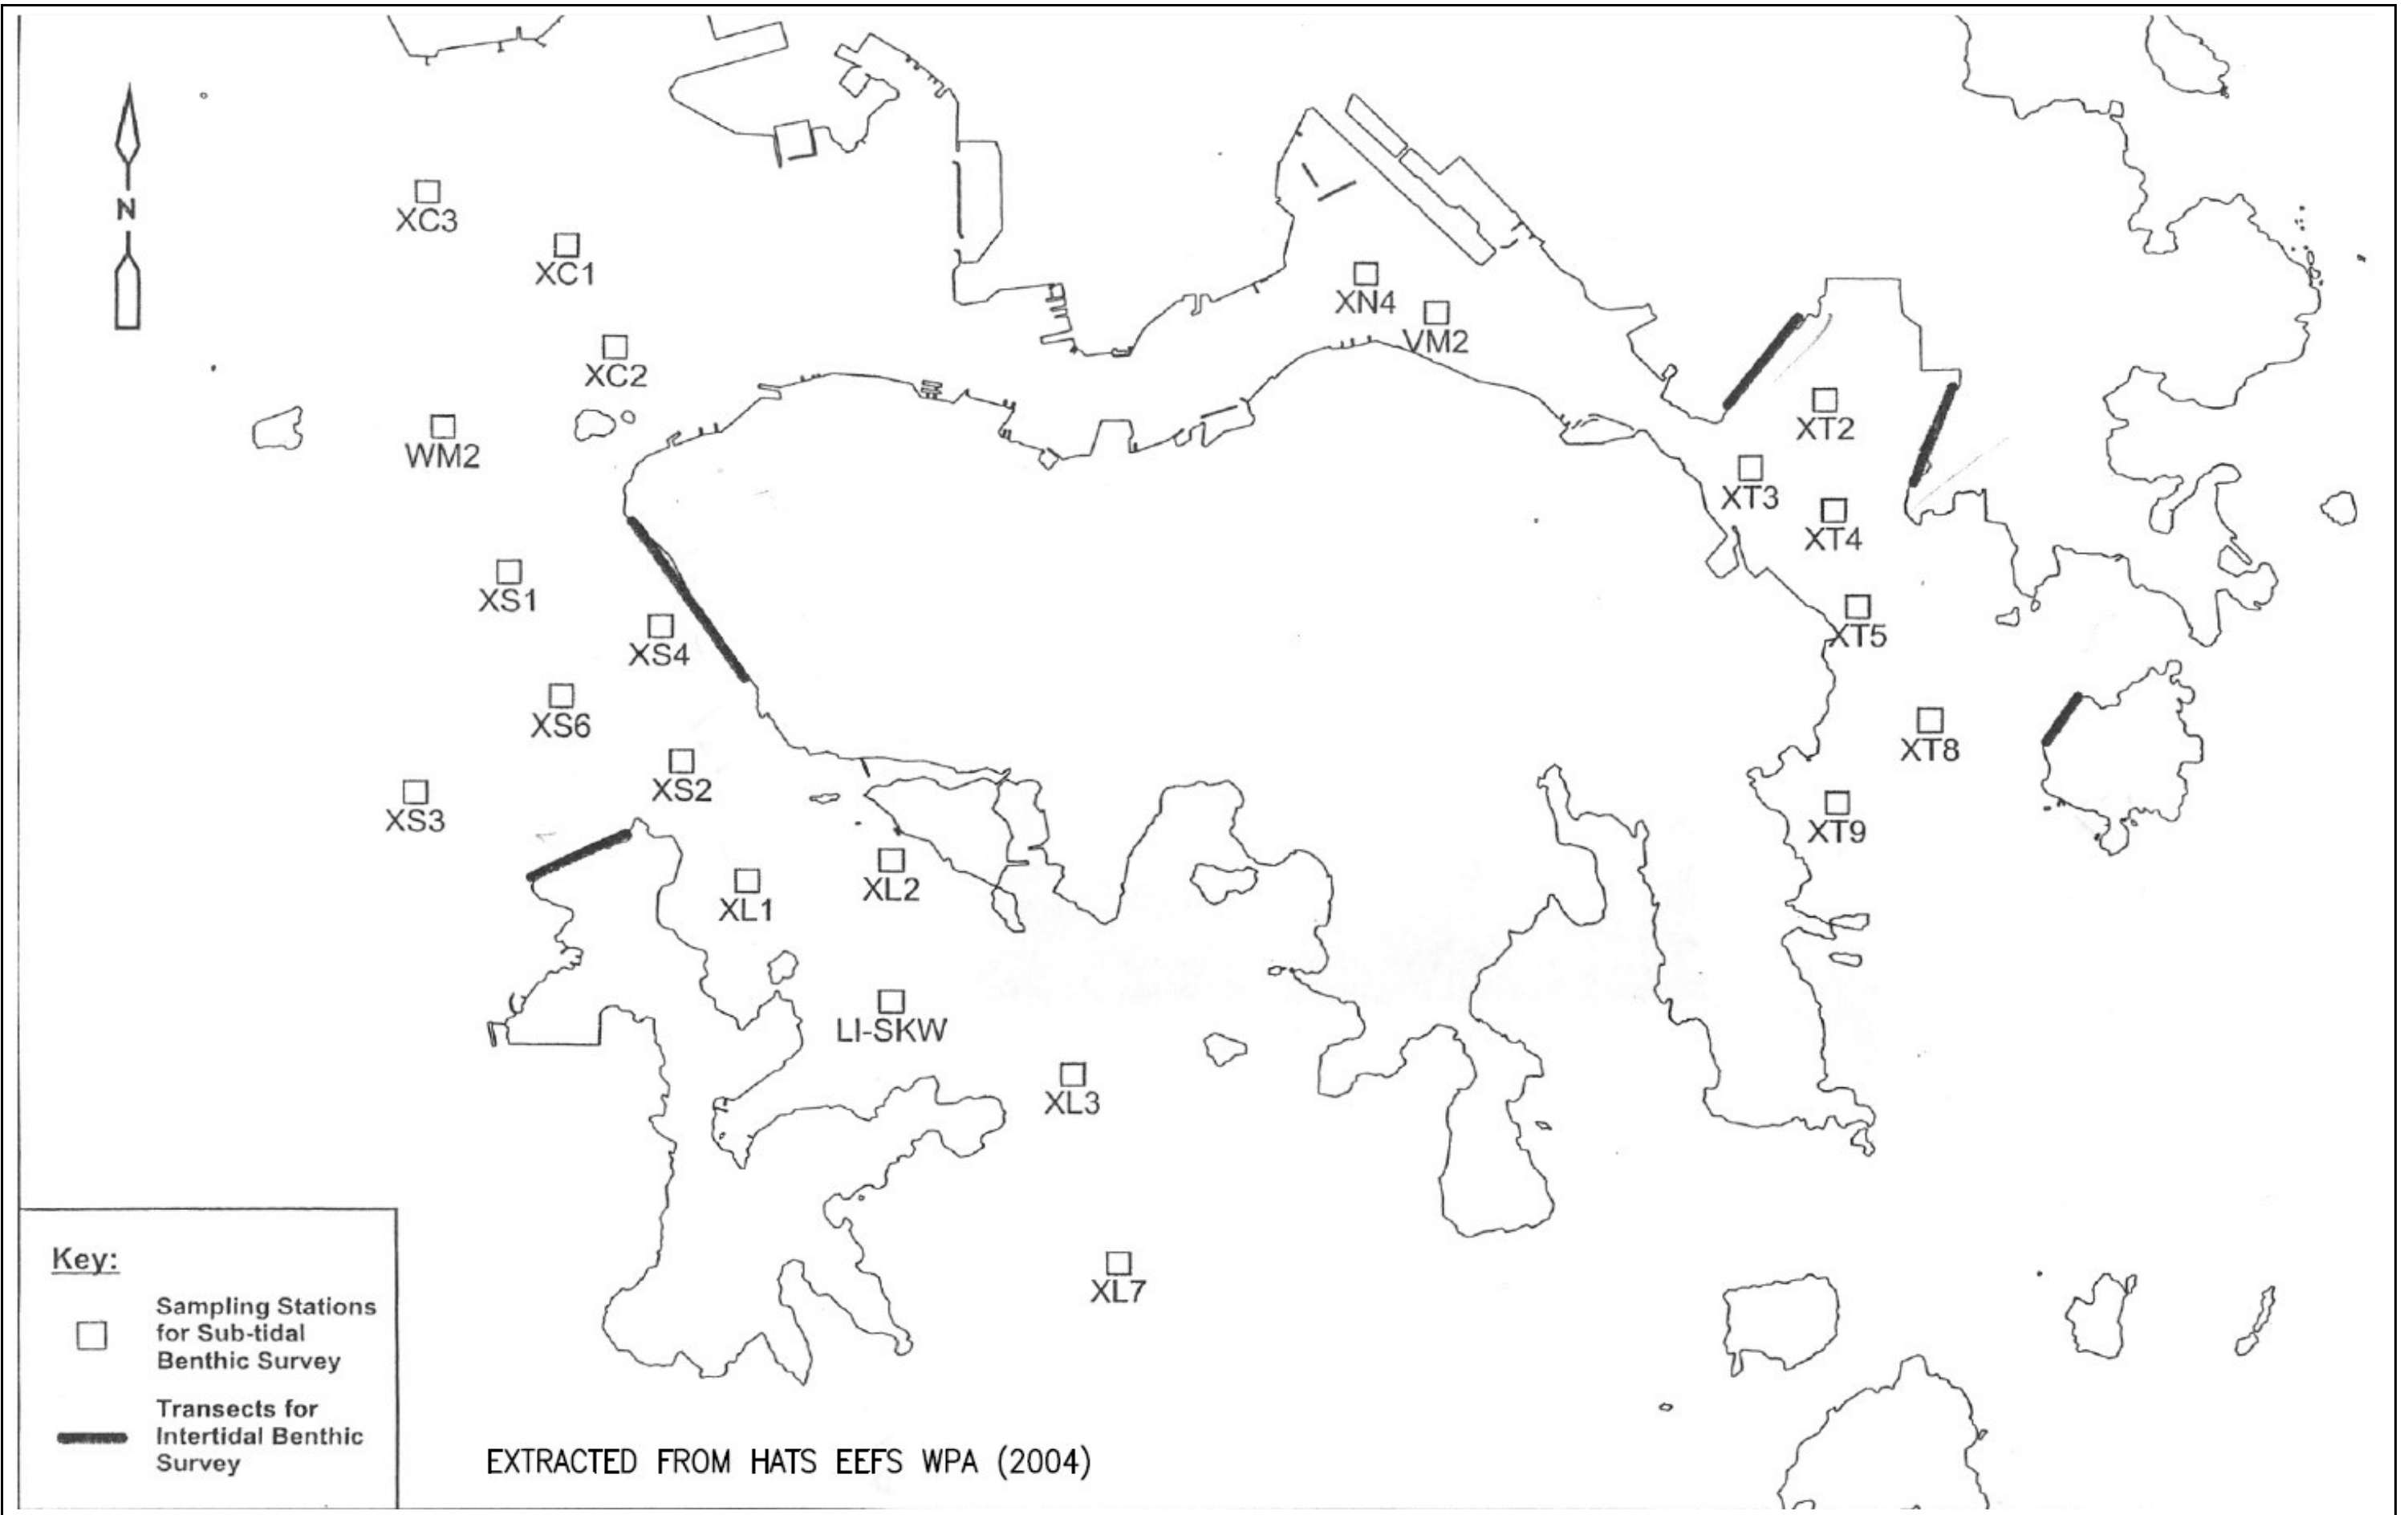 N
XC3
XC1
XN4
VM2
XC2
XT2
WM2
XT3
XT4
XS1
XT5
XS4
XS6
XT8
XS2
XS3
XT9
XL2
XL1
LI-SKW
XL3
XL7
Key:
Sampling Stations
for Sub-tidal
Benthic Survey
Transects for
Intertidal Benthic
Survey
EXTRACTED FROM HATS EEFS WPA (2004)